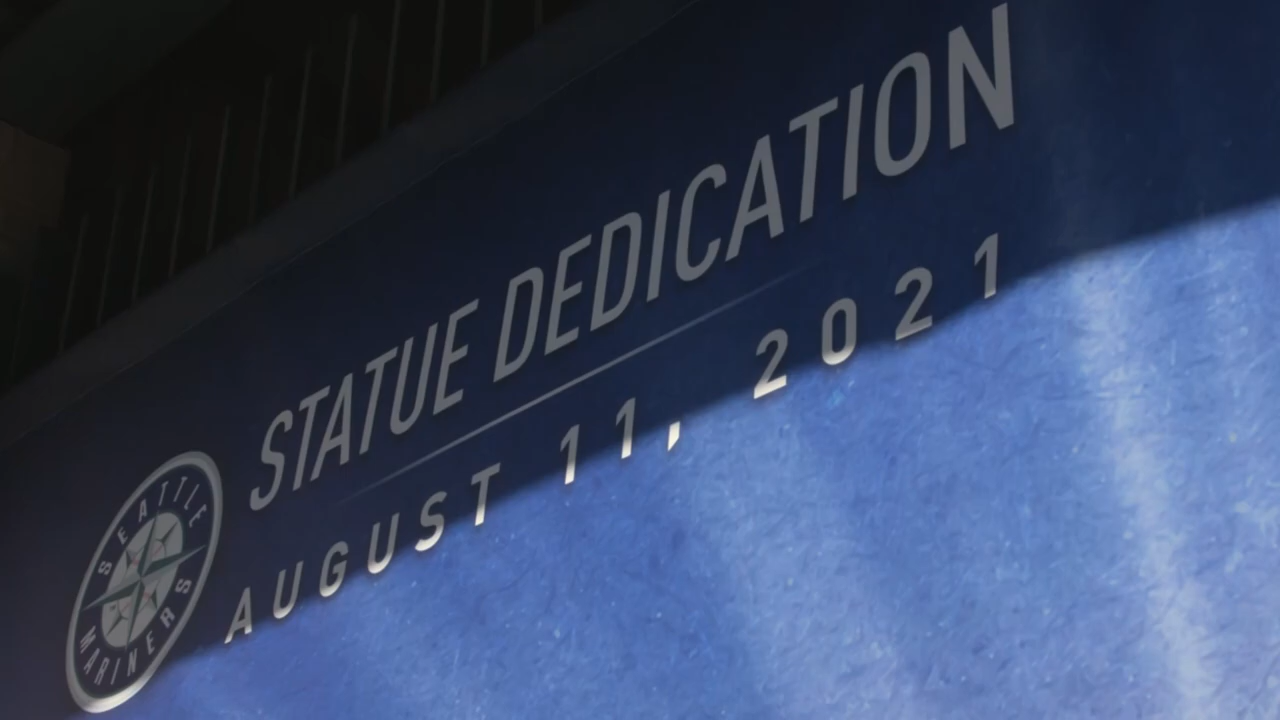 STATUE DEDICATION
AUGUST 11, 2021
SEATTLE
MARINERS